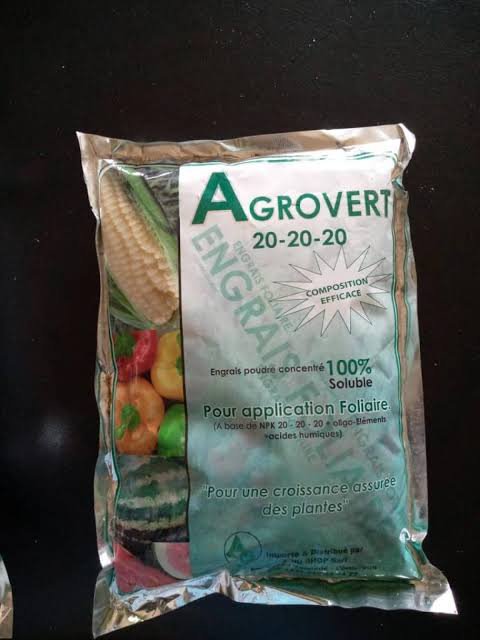 AGROVERT
20-20-20
ENGRAIS FOLIAIRE
COMPOSITION
EFFICACE
Engrais poudre concentré 100%
Soluble
Pour application Foliaire.
(A base de NPK 20 - 20 - 20 + oligo-Eléments
+acides humiques)
"Pour une croissance assurée
des plantes"
Importé & Distribué par